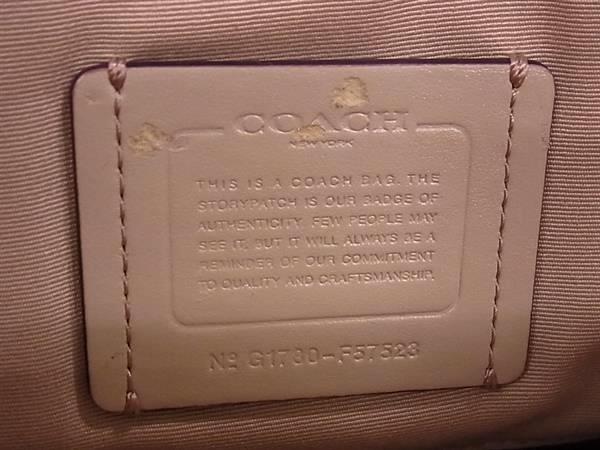 COACH
NEW YORK
THIS IS A COACH BAG. THE
STORYPATCH IS OUR BADGE OF
AUTHENTICITY. FEW PEOPLE MAY
SEE IT, BUT IT WILL ALWAYS BE A
REMINDER OF OUR COMMITMENT
TO QUALITY AND CRAFTSMANSHIP.
Nº G1780-F57523